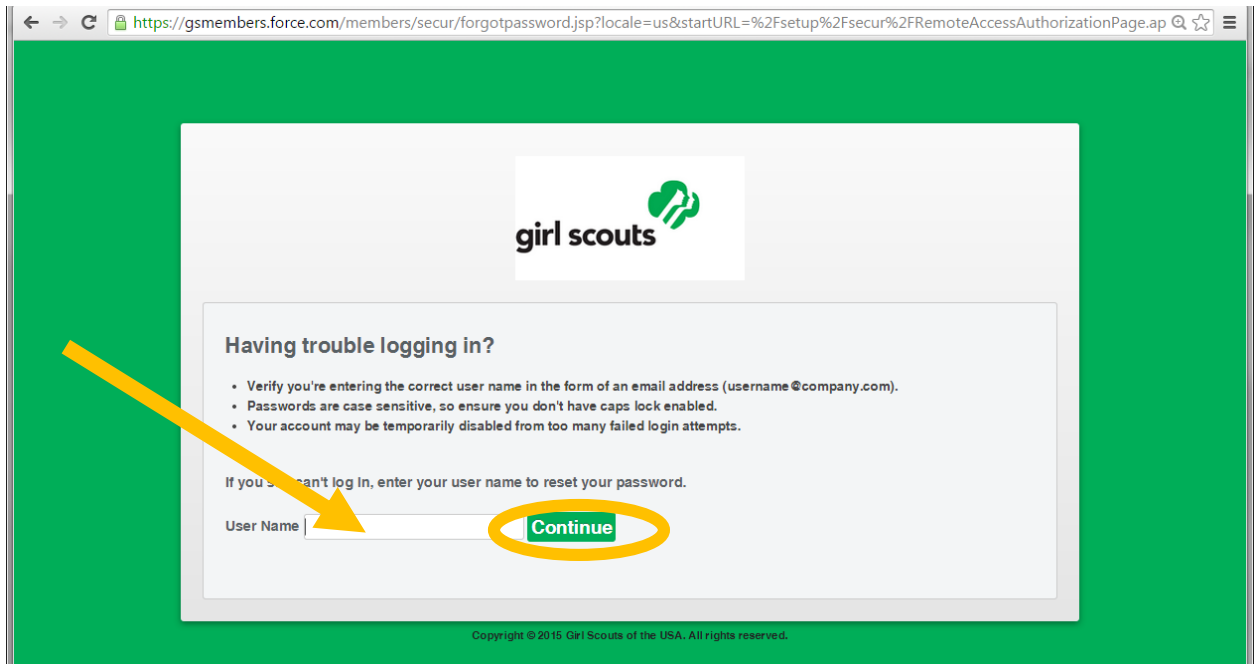 https://gsmembers.force.com/members/secur/forgotpassword.jsp?locale=us&startURL=%2Fsetup%2Fsecur%2FRemoteAccessAuthorizationPage.ap
girl scouts
Having trouble logging in?
• Verify you're entering the correct user name in the form of an email address (username@company.com).
• Passwords are case sensitive, so ensure you don't have caps lock enabled.
• Your account may be temporarily disabled from too many failed login attempts.
If you can't log in, enter your user name to reset your password.
User Name Continue
Copyright © 2015 Girl Scouts of the USA. All rights reserved.